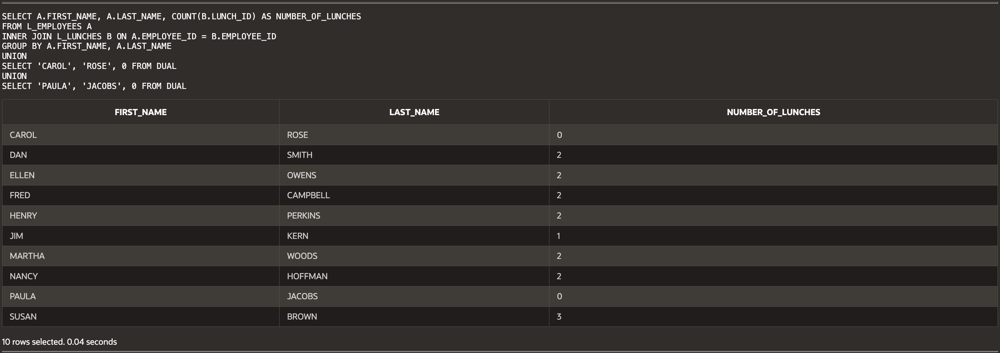 SELECT A.FIRST_NAME, A.LAST_NAME, COUNT(B.LUNCH_ID) AS NUMBER_OF_LUNCHES
FROM L_EMPLOYEES A
INNER JOIN L_LUNCHES B ON A.EMPLOYEE_ID = B.EMPLOYEE_ID
GROUP BY A.FIRST_NAME, A.LAST_NAME
UNION
SELECT 'CAROL', 'ROSE', 0 FROM DUAL
UNION
SELECT 'PAULA', 'JACOBS', 0 FROM DUAL
FIRST_NAME LAST_NAME NUMBER_OF_LUNCHES
CAROL ROSE 0
DAN SMITH 2
ELLEN OWENS 2
FRED CAMPBELL 2
HENRY PERKINS 2
JIM KERN 1
MARTHA WOODS 2
NANCY HOFFMAN 2
PAULA JACOBS 0
SUSAN BROWN 3
10 rows selected. 0.04 seconds